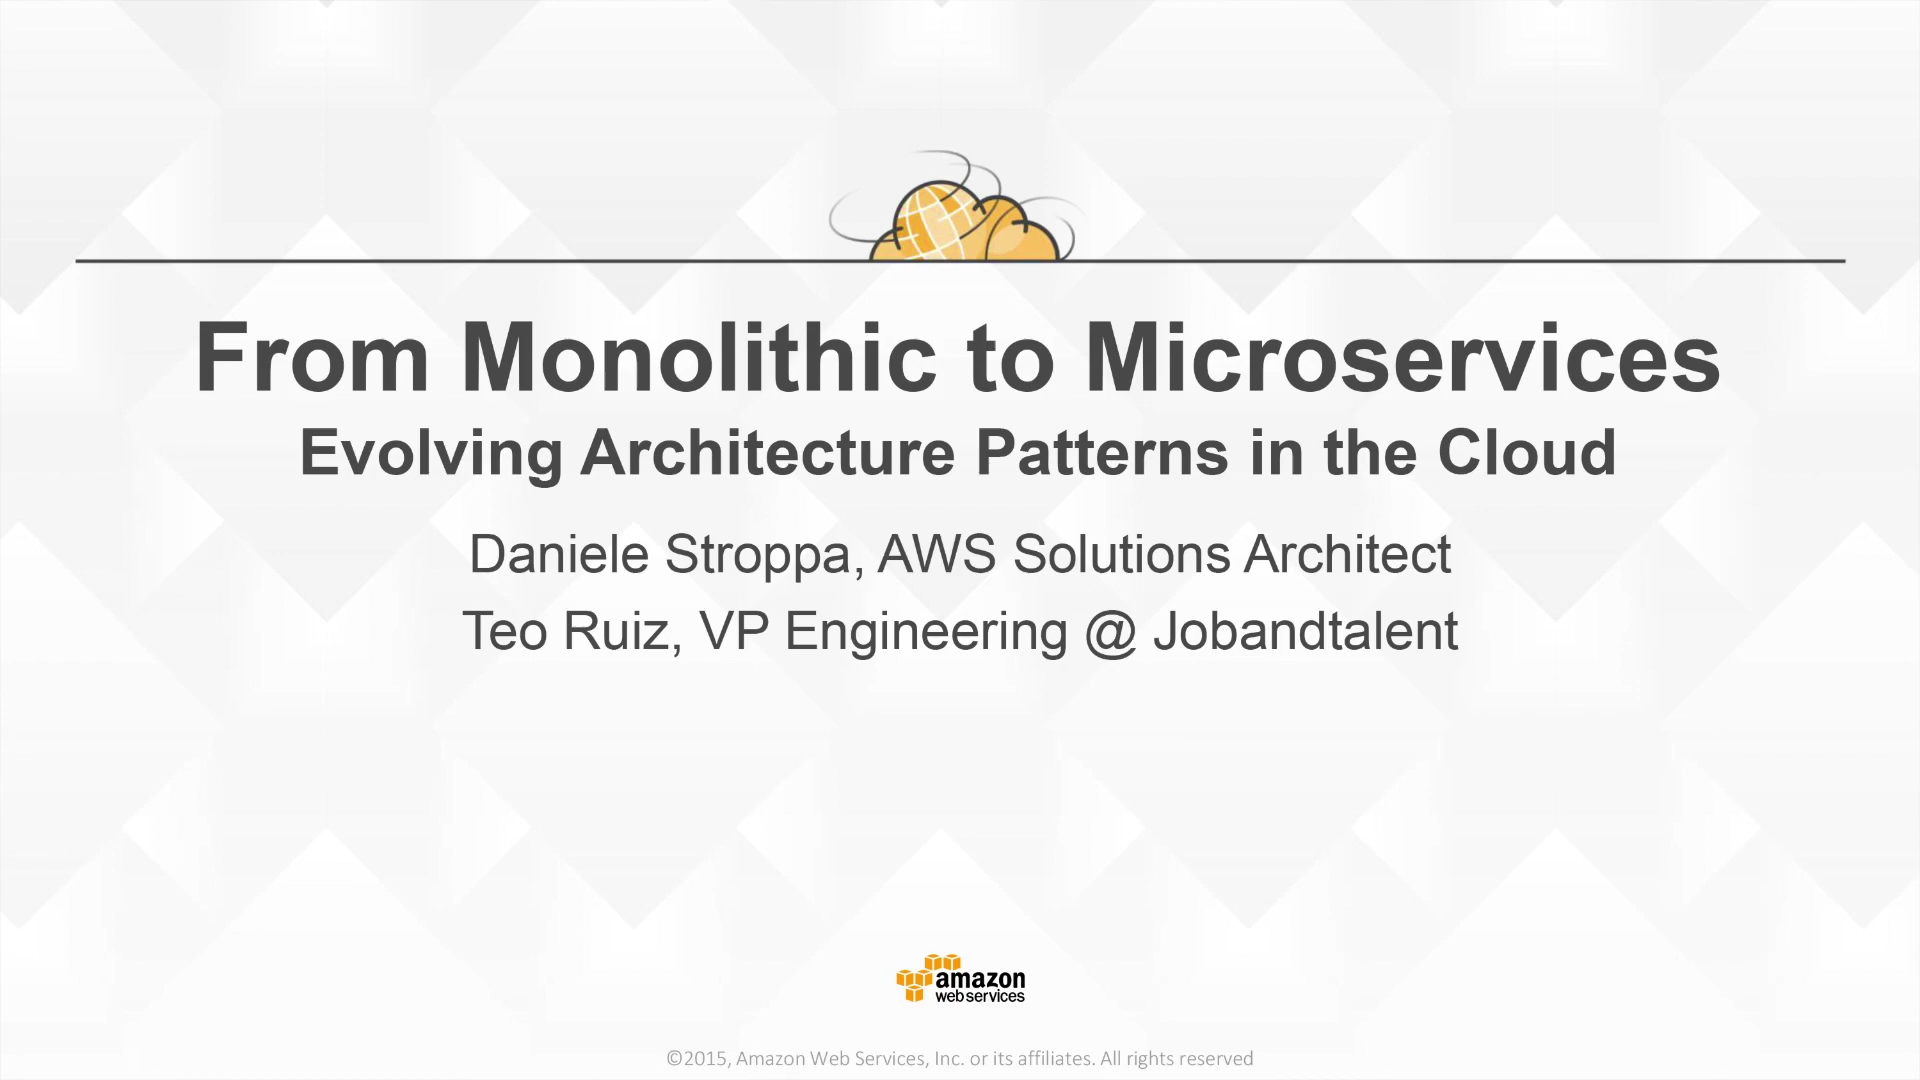 From Monolithic to Microservices
Evolving Architecture Patterns in the Cloud
Daniele Stroppa, AWS Solutions Architect
Teo Ruiz, VP Engineering @ Jobandtalent
amazon
webservices
©2015, Amazon Web Services, Inc. or its affiliates. All rights reserved